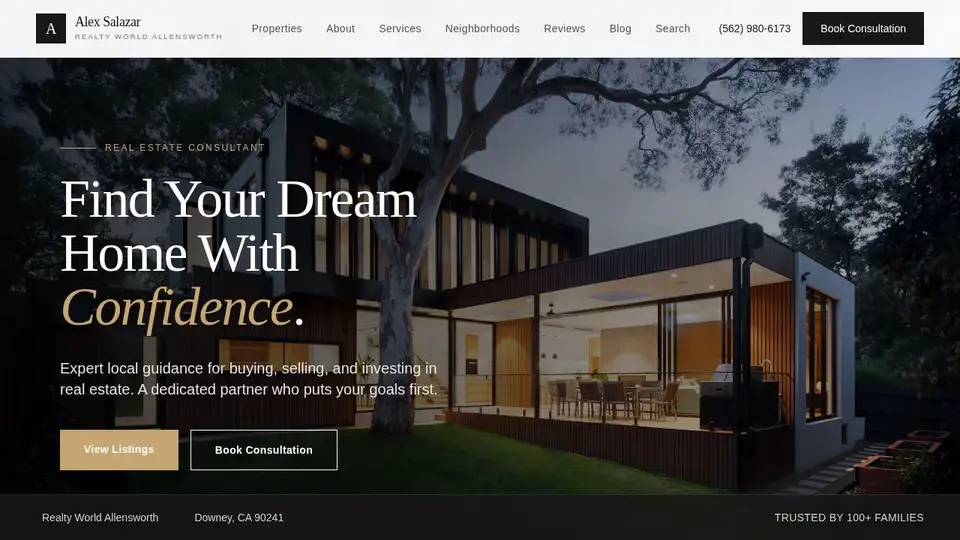 A
Alex Salazar
REALTY WORLD ALLENSWORTH
Properties
About
Services
Neighborhoods
Reviews
Blog
Search
(562) 980-6173
Book Consultation
REAL ESTATE CONSULTANT
Find Your Dream
Home With
Confidence.
Expert local guidance for buying, selling, and investing in
real estate. A dedicated partner who puts your goals first.
View Listings
Book Consultation
Realty World Allensworth
Downey, CA 90241
TRUSTED BY 100+ FAMILIES